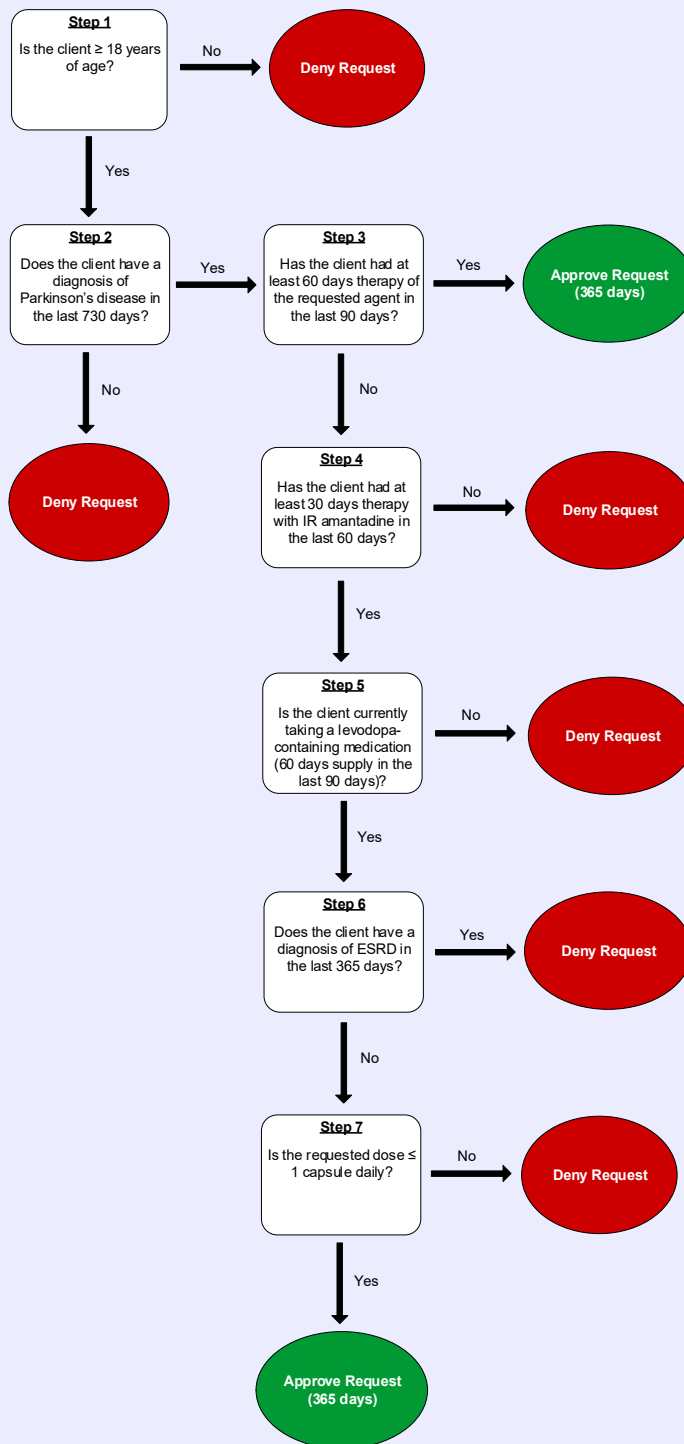 Step 1
Is the client ≥ 18 years
of age?
No
Deny Request
Yes
Step 2
Does the client have a
diagnosis of
Parkinson's disease in
the last 730 days?
Yes
Step 3
Has the client had at
least 60 days therapy of
the requested agent in
the last 90 days?
Yes
Approve Request
(365 days)
No
Deny Request
No
Step 4
Has the client had at
least 30 days therapy
with IR amantadine in
the last 60 days?
No
Deny Request
Yes
Step 5
Is the client currently
taking a levodopa-
containing medication
(60 days supply in the
last 90 days)?
No
Deny Request
Yes
Step 6
Does the client have a
diagnosis of ESRD in
the last 365 days?
Yes
Deny Request
No
Step 7
Is the requested dose ≤
1 capsule daily?
No
Deny Request
Yes
Approve Request
(365 days)